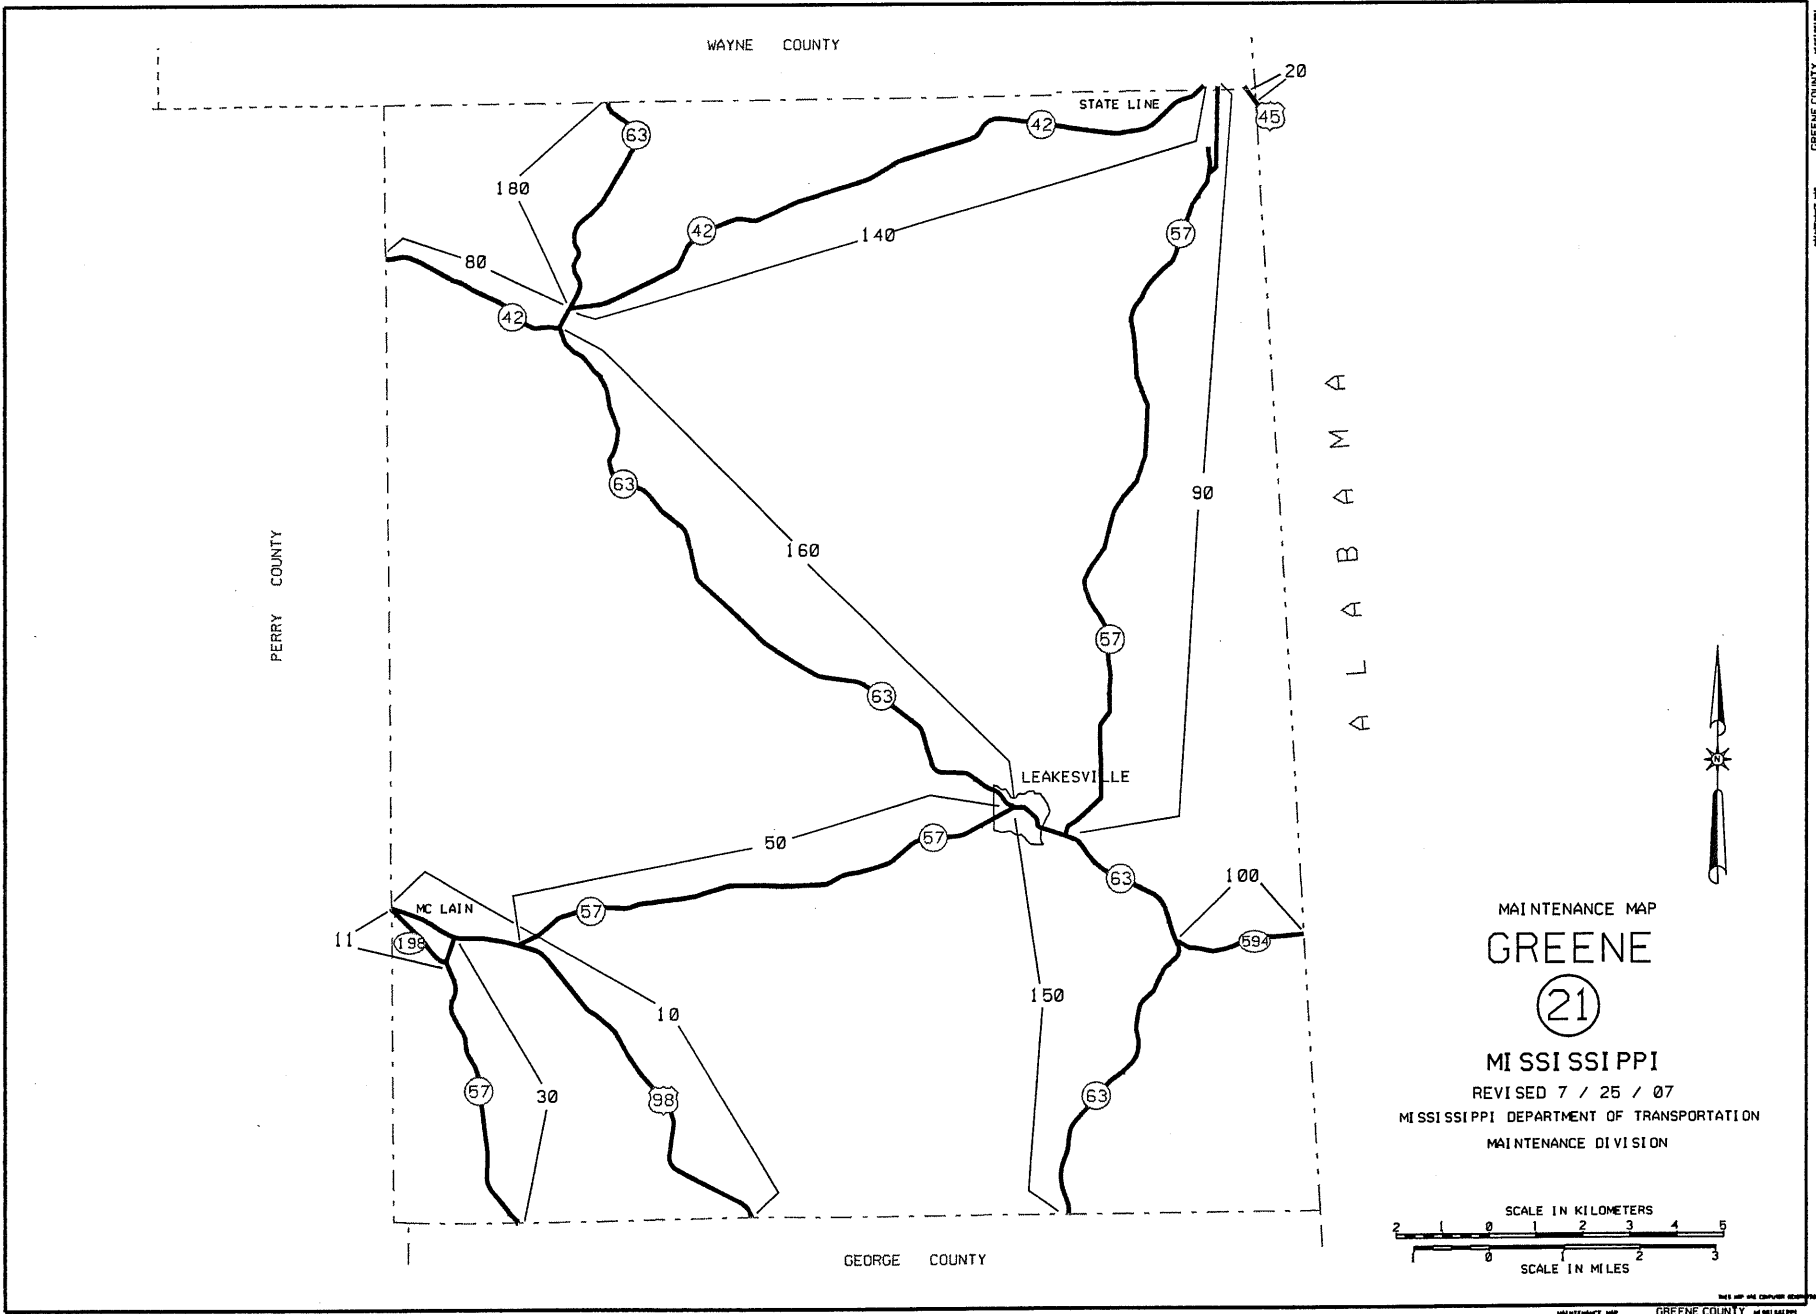 WAYNE COUNTY
20
STATE LINE
45
42
63
180
42
140
57
80
42
ALABAMA
63
90
160
PERRY COUNTY
57
63
LEAKESVILLE
50
57
63
100
MC LAIN
57
11
198
594
MAINTENANCE MAP
GREENE
21
MISSISSIPPI
REVISED 7 / 25 / 07
MISSISSIPPI DEPARTMENT OF TRANSPORTATION
MAINTENANCE DIVISION
150
10
57
30
98
63
N
SCALE IN KILOMETERS
2 1 0 1 2 3 4 5
1 0 1 2 3
SCALE IN MILES
GEORGE COUNTY
MAINTENANCE MAP GREENE COUNTY MISSISSIPPI